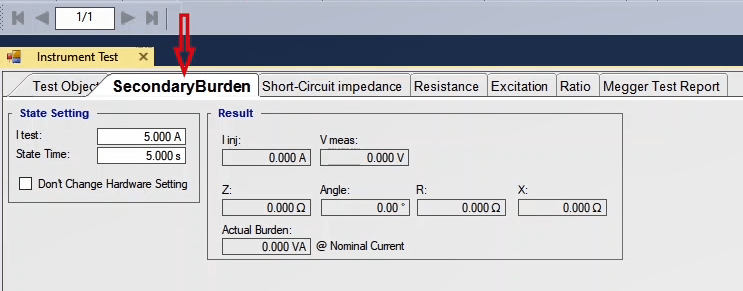 1/1
Instrument Test
Test Object SecondaryBurden Short-Circuit impedance Resistance Excitation Ratio Megger Test Report
State Setting
I test: 5.000 A
State Time: 5.000 s
Don't Change Hardware Setting
Result
I inj: V meas:
0.000 A 0.000 V
Z: Angle: R: X:
0.000 Ω 0.00 ° 0.000 Ω 0.000 Ω
Actual Burden:
0.000 VA @ Nominal Current